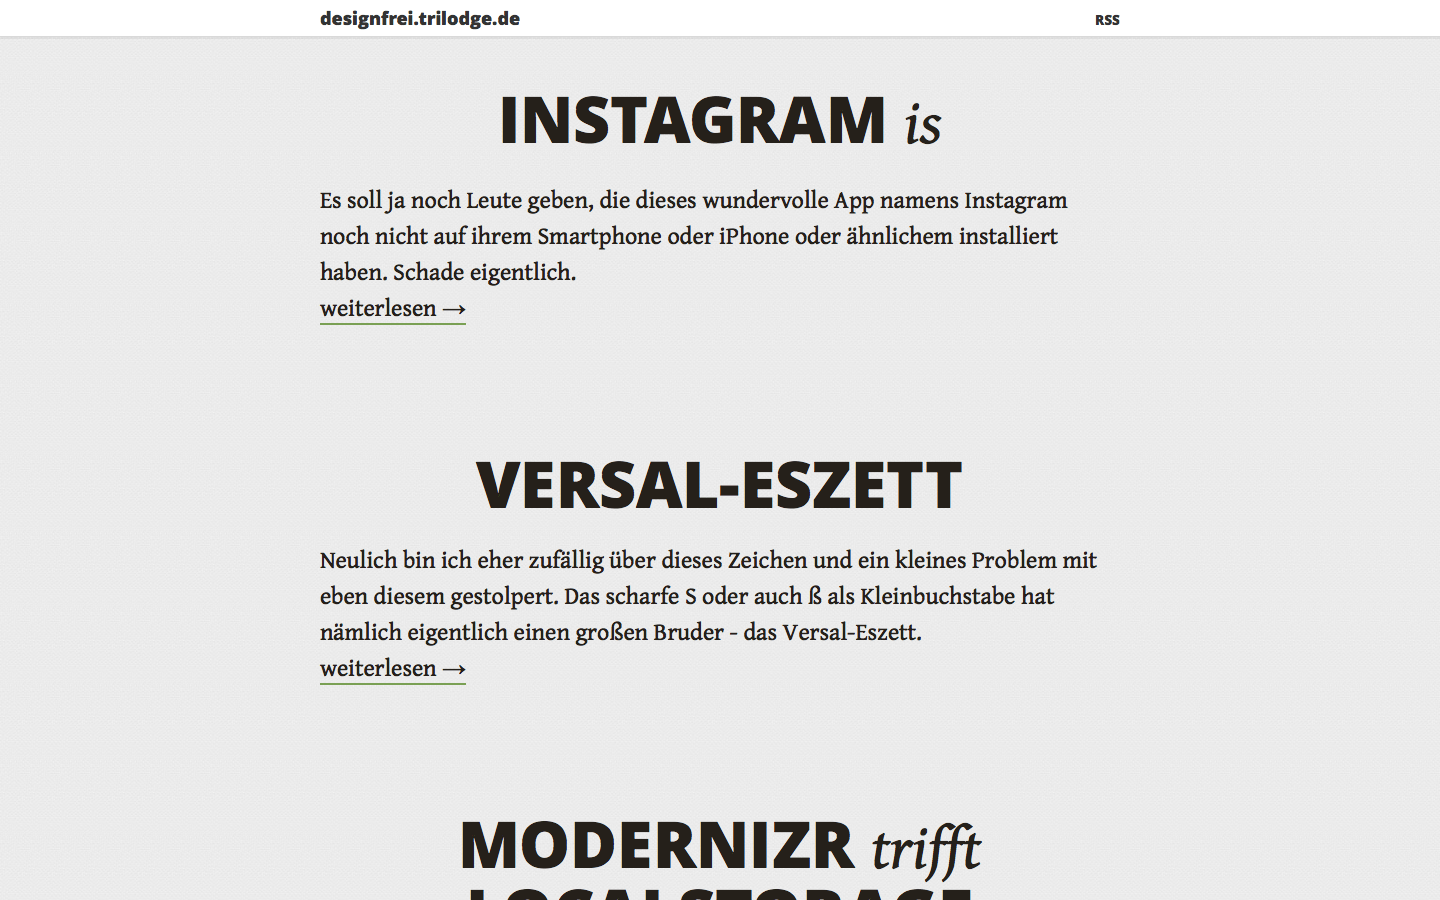 designfrei.trilodge.de
RSS
INSTAGRAM is
Es soll ja noch Leute geben, die dieses wundervolle App namens Instagram
noch nicht auf ihrem Smartphone oder iPhone oder ähnlichem installiert
haben. Schade eigentlich.
weiterlesen →
VERSAL-ESZETT
Neulich bin ich eher zufällig über dieses Zeichen und ein kleines Problem mit
eben diesem gestolpert. Das scharfe S oder auch ß als Kleinbuchstabe hat
nämlich eigentlich einen großen Bruder - das Versal-Eszett.
weiterlesen →
MODERNIZR trifft
LOCALSTORAGE